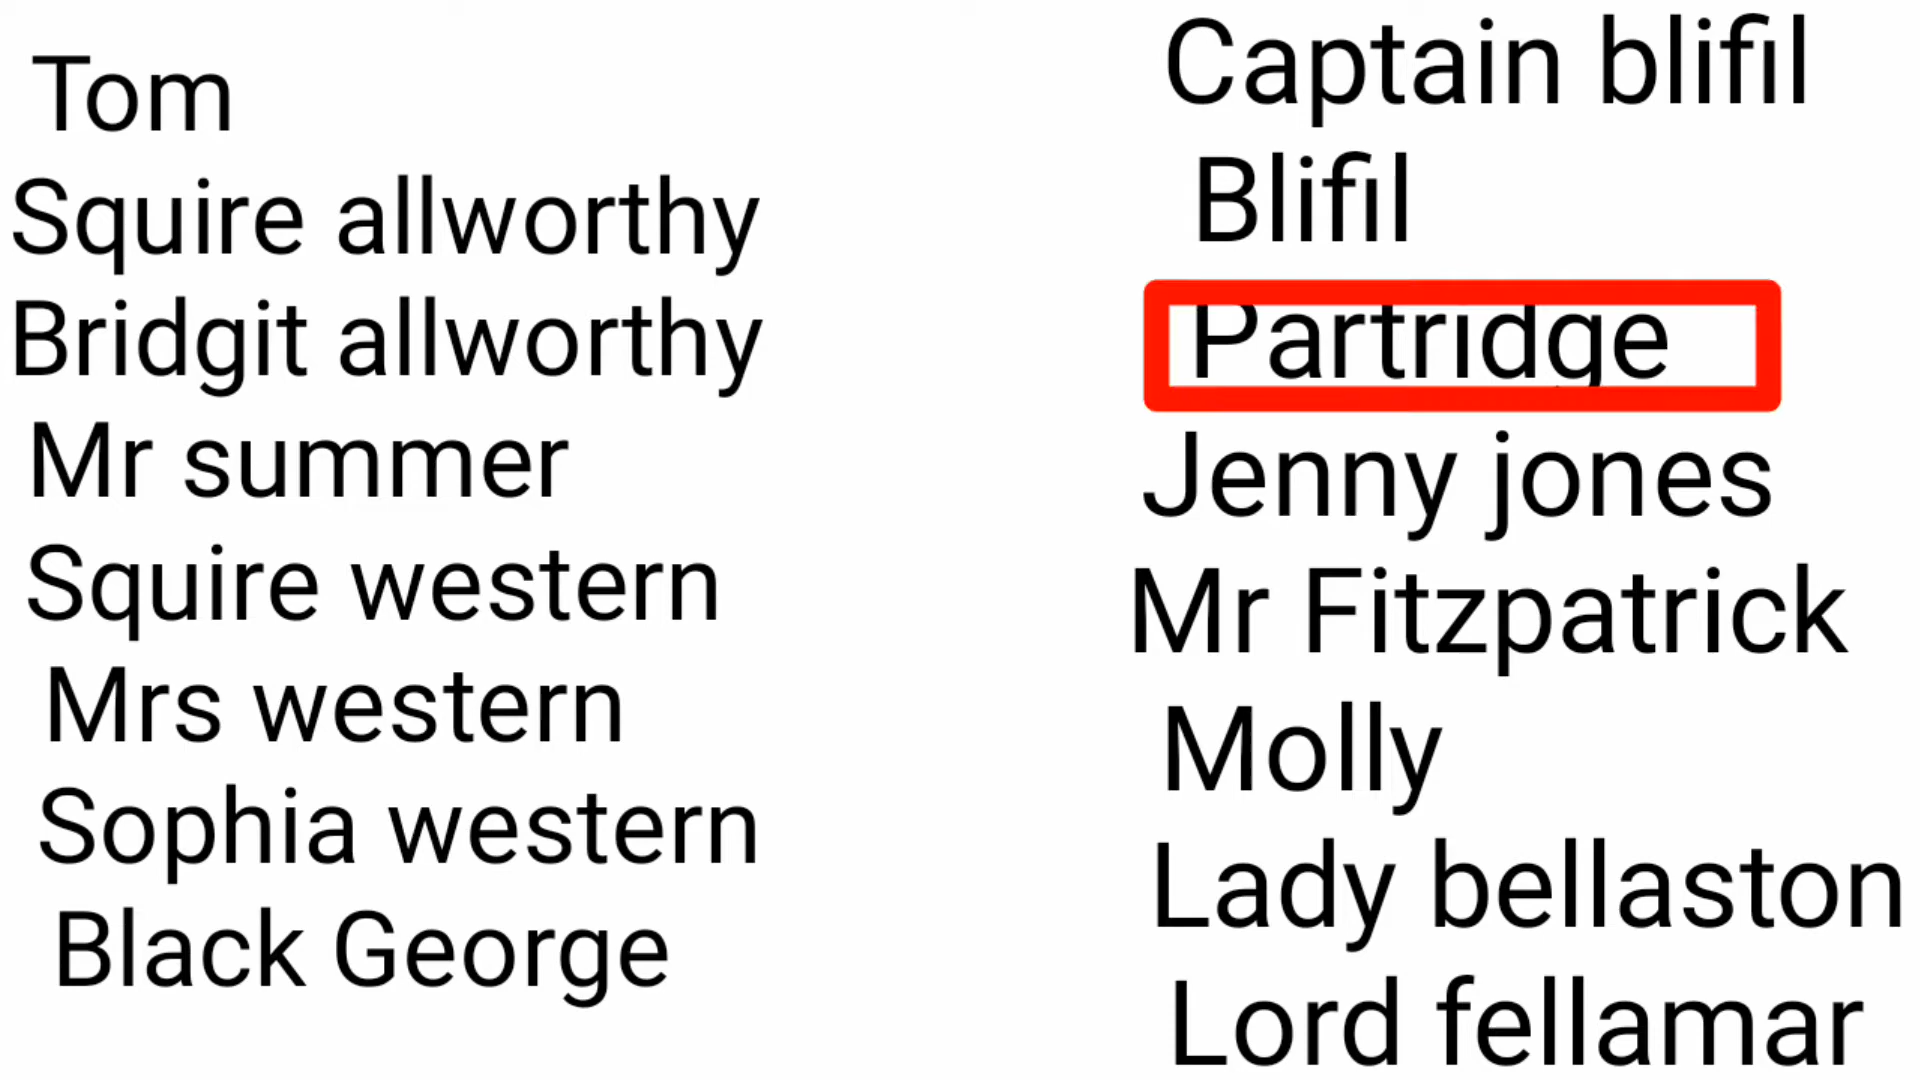 Tom
Squire allworthy
Bridgit allworthy
Mr summer
Squire western
Mrs western
Sophia western
Black George
Captain blifil
Blifil
Partridge
Jenny jones
Mr Fitzpatrick
Molly
Lady bellaston
Lord fellamar